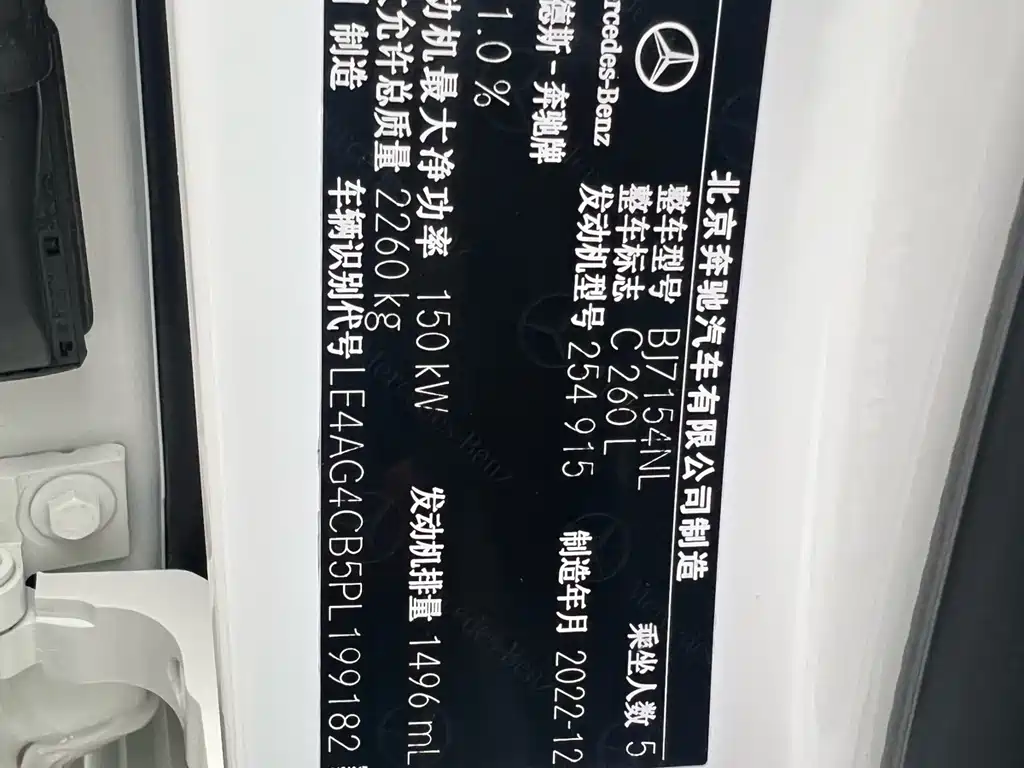 北京奔驰汽车有限公司制造
整车型号 BJ7154NL 乘坐人数 5
ercedes-Benz 整车标志 C 260 L
德斯-奔驰牌 发动机型号 254 915 制造年月 2022-12
1.0%
动机最大净功率 150 kW 发动机排量 1496 mL
允许总质量 2260 kg
制造 车辆识别代号 LE4AG4CB5PL199182